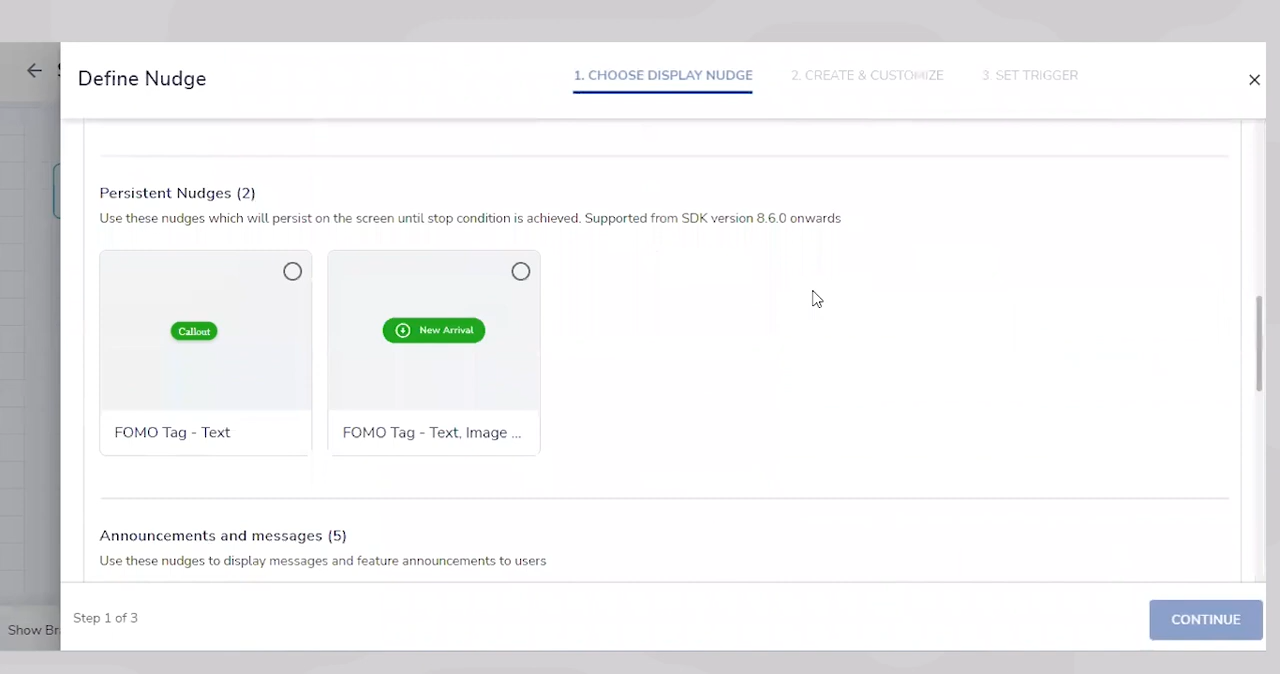 Define Nudge
1. CHOOSE DISPLAY NUDGE
2. CREATE & CUSTOMIZE
3. SET TRIGGER
Persistent Nudges (2)
Use these nudges which will persist on the screen until stop condition is achieved. Supported from SDK version 8.6.0 onwards
Callout
New Arrival
FOMO Tag - Text
FOMO Tag - Text, Image ...
Announcements and messages (5)
Use these nudges to display messages and feature announcements to users
Step 1 of 3
CONTINUE
Show